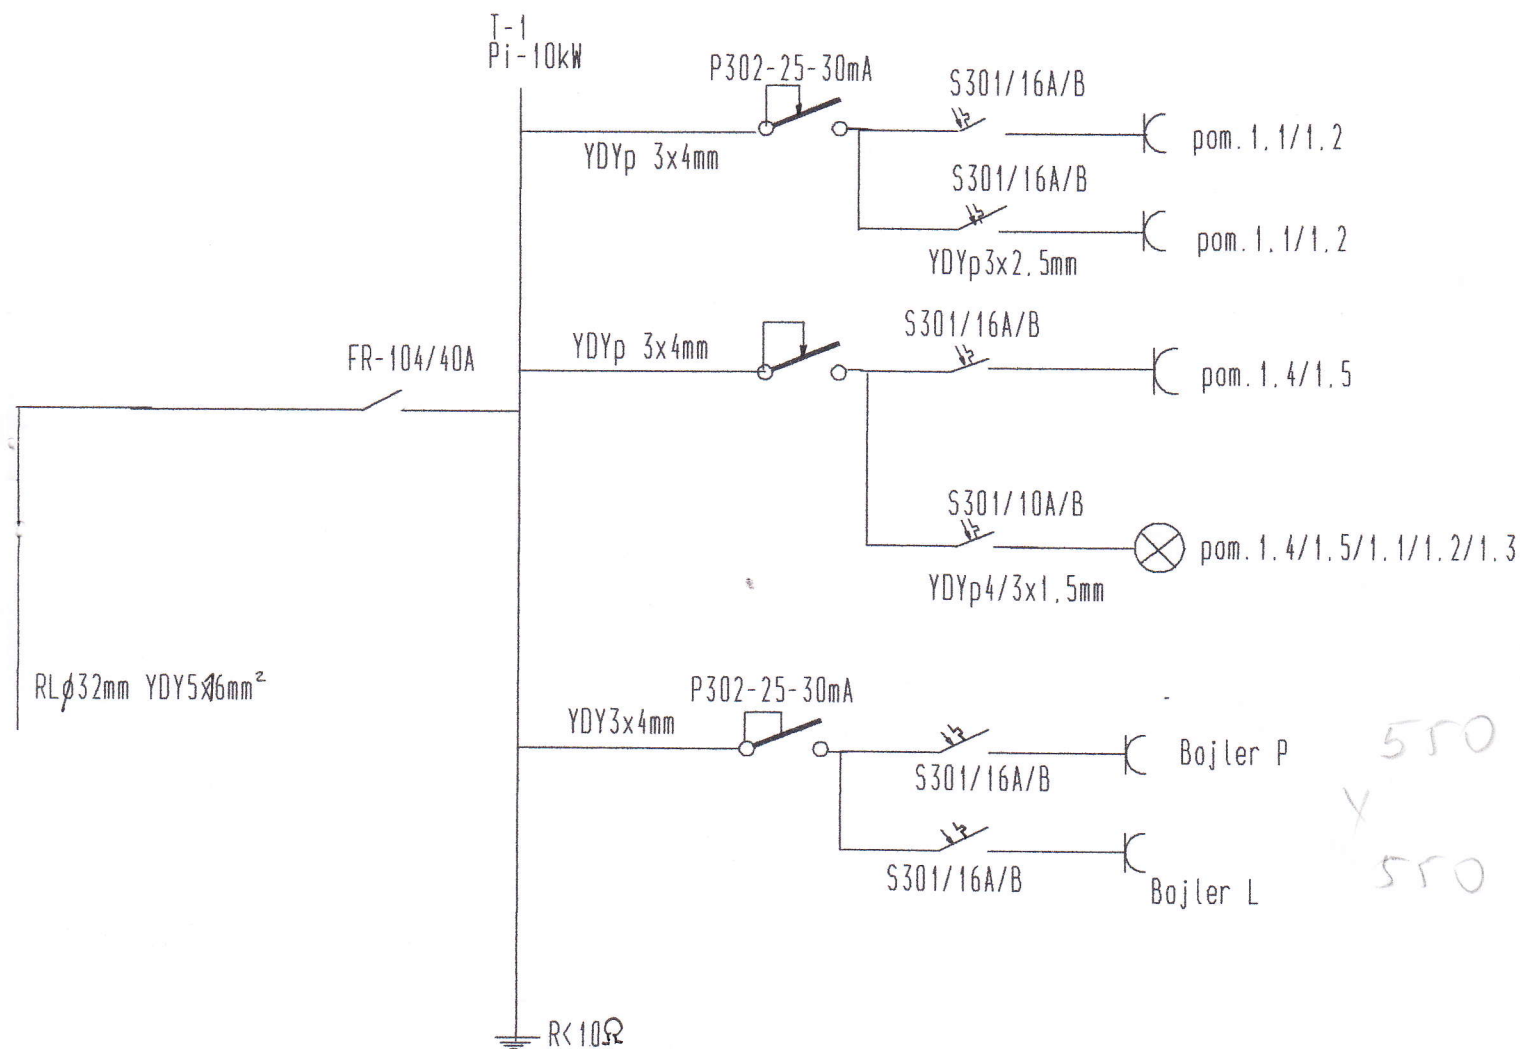 T-1
Pi-10kW
P302-25-30mA
S301/16A/B
pom.1.1/1.2
YDYp 3x4mm
S301/16A/B
pom.1.1/1.2
YDYp3x2.5mm
S301/16A/B
YDYp 3x4mm
FR-104/40A
pom.1.4/1.5
S301/10A/B
pom.1.4/1.5/1.1/1.2/1.3
YDYp4/3x1.5mm
RLϕ32mm YDY5x16mm²
P302-25-30mA
YDY3x4mm
Bojler P
550
S301/16A/B
X
S301/16A/B
550
Bojler L
R<10Ω